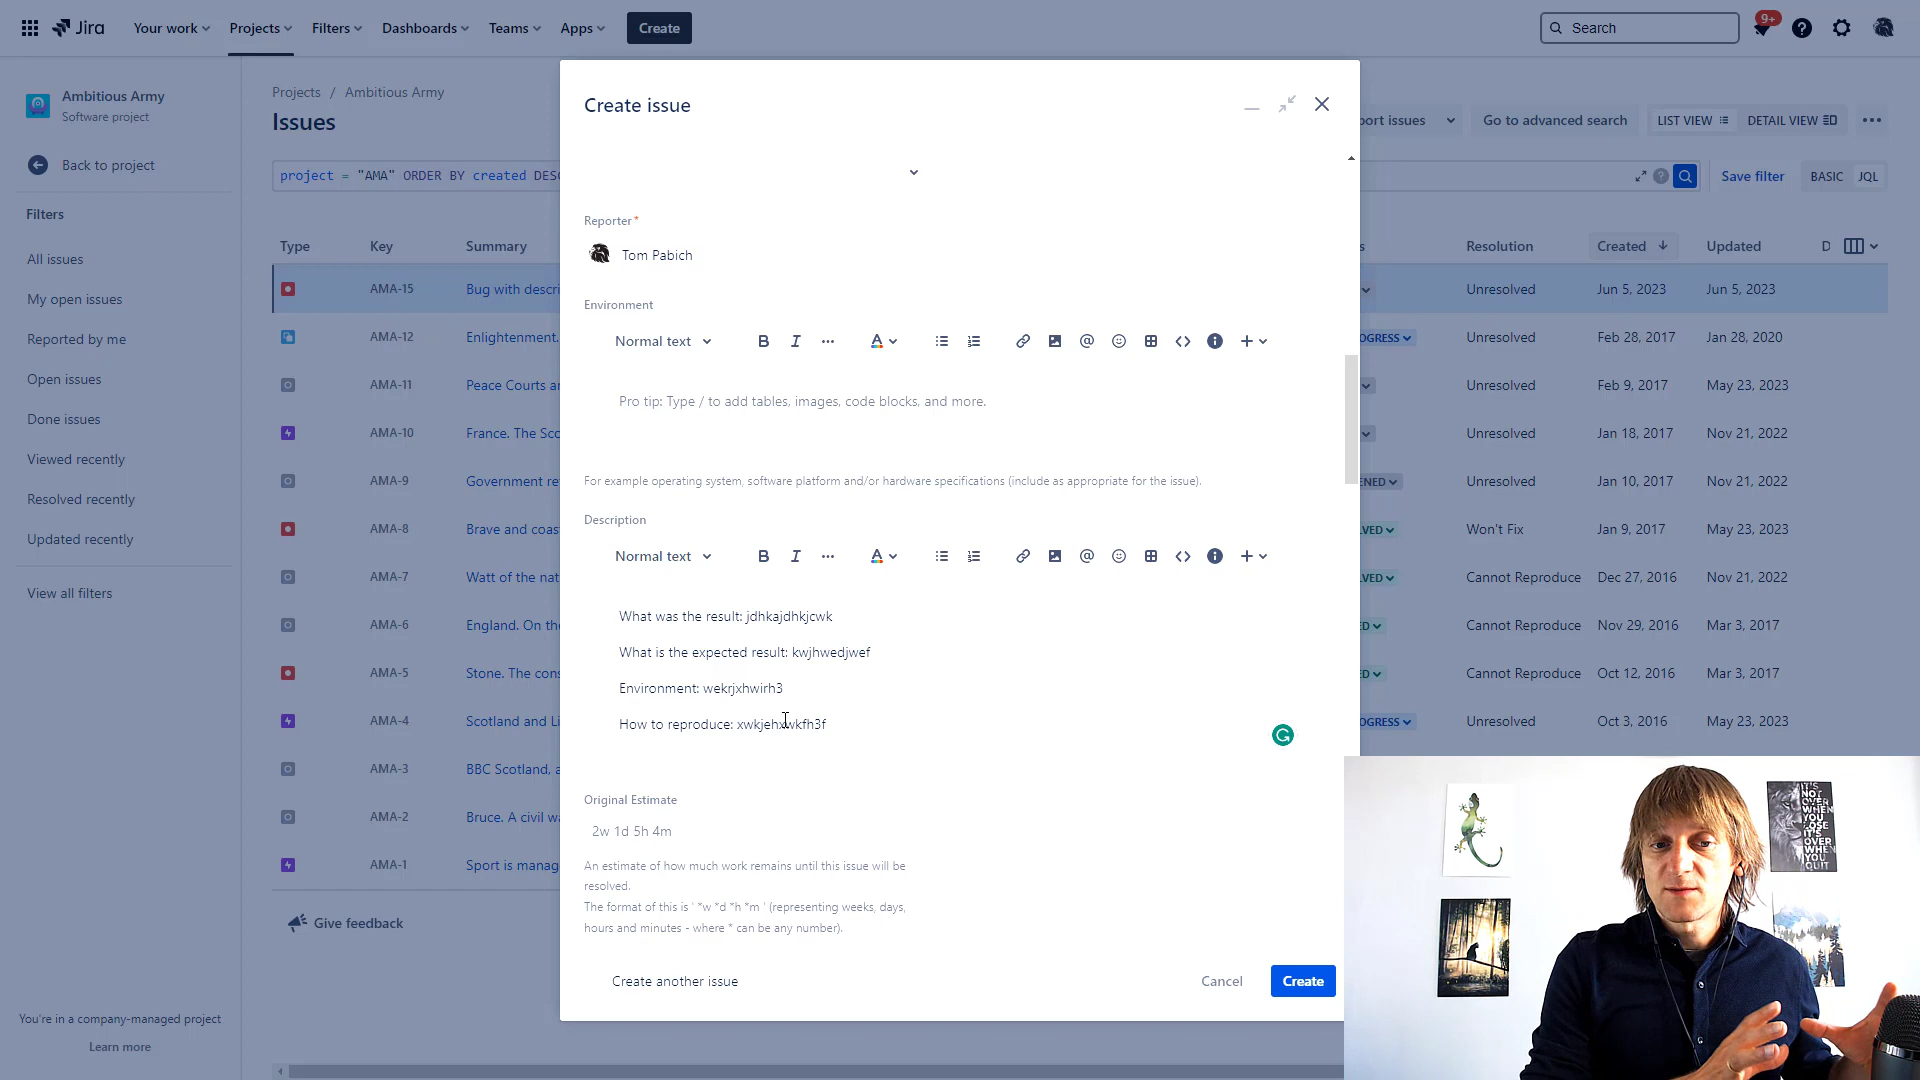 Jira
Your work
Projects
Filters
Dashboards
Teams
Apps
Create
Search
9+
Ambitious Army
Software project
Back to project
Filters
All issues
My open issues
Reported by me
Open issues
Done issues
Viewed recently
Resolved recently
Updated recently
View all filters
You're in a company-managed project
Learn more
Projects / Ambitious Army
Issues
port issues
Go to advanced search
LIST VIEW
DETAIL VIEW
project = "AMA" ORDER BY created DESC
Save filter
BASIC
JQL
Type Key Summary s Resolution Created Updated D
AMA-15 Bug with descri Unresolved Jun 5, 2023 Jun 5, 2023
AMA-12 Enlightenment. OGRESS Unresolved Feb 28, 2017 Jan 28, 2020
AMA-11 Peace Courts an Unresolved Feb 9, 2017 May 23, 2023
AMA-10 France. The Sco Unresolved Jan 18, 2017 Nov 21, 2022
AMA-9 Government re NED Unresolved Jan 10, 2017 Nov 21, 2022
AMA-8 Brave and coas LVED Won't Fix Jan 9, 2017 May 23, 2023
AMA-7 Watt of the nat LVED Cannot Reproduce Dec 27, 2016 Nov 21, 2022
AMA-6 England. On the ED Cannot Reproduce Nov 29, 2016 Mar 3, 2017
AMA-5 Stone. The cons ED Cannot Reproduce Oct 12, 2016 Mar 3, 2017
AMA-4 Scotland and Li OGRESS Unresolved Oct 3, 2016 May 23, 2023
AMA-3 BBC Scotland, a
AMA-2 Bruce. A civil wa
AMA-1 Sport is manag
Give feedback
Create issue
Reporter*
Tom Pabich
Environment
Normal text
Pro tip: Type / to add tables, images, code blocks, and more.
For example operating system, software platform and/or hardware specifications (include as appropriate for the issue).
Description
Normal text
What was the result: jdhkajdhkjcwk
What is the expected result: kwjhwedjwef
Environment: wekrjxhwirh3
How to reproduce: xwkjehxwkfh3f
Original Estimate
2w 1d 5h 4m
An estimate of how much work remains until this issue will be
resolved.
The format of this is ' *w *d *h *m ' (representing weeks, days,
hours and minutes - where * can be any number).
Create another issue
Cancel
Create
IT'S
NOT
OVER
WHEN
YOU
LOSE
IT'S
OVER
WHEN
YOU
QUIT